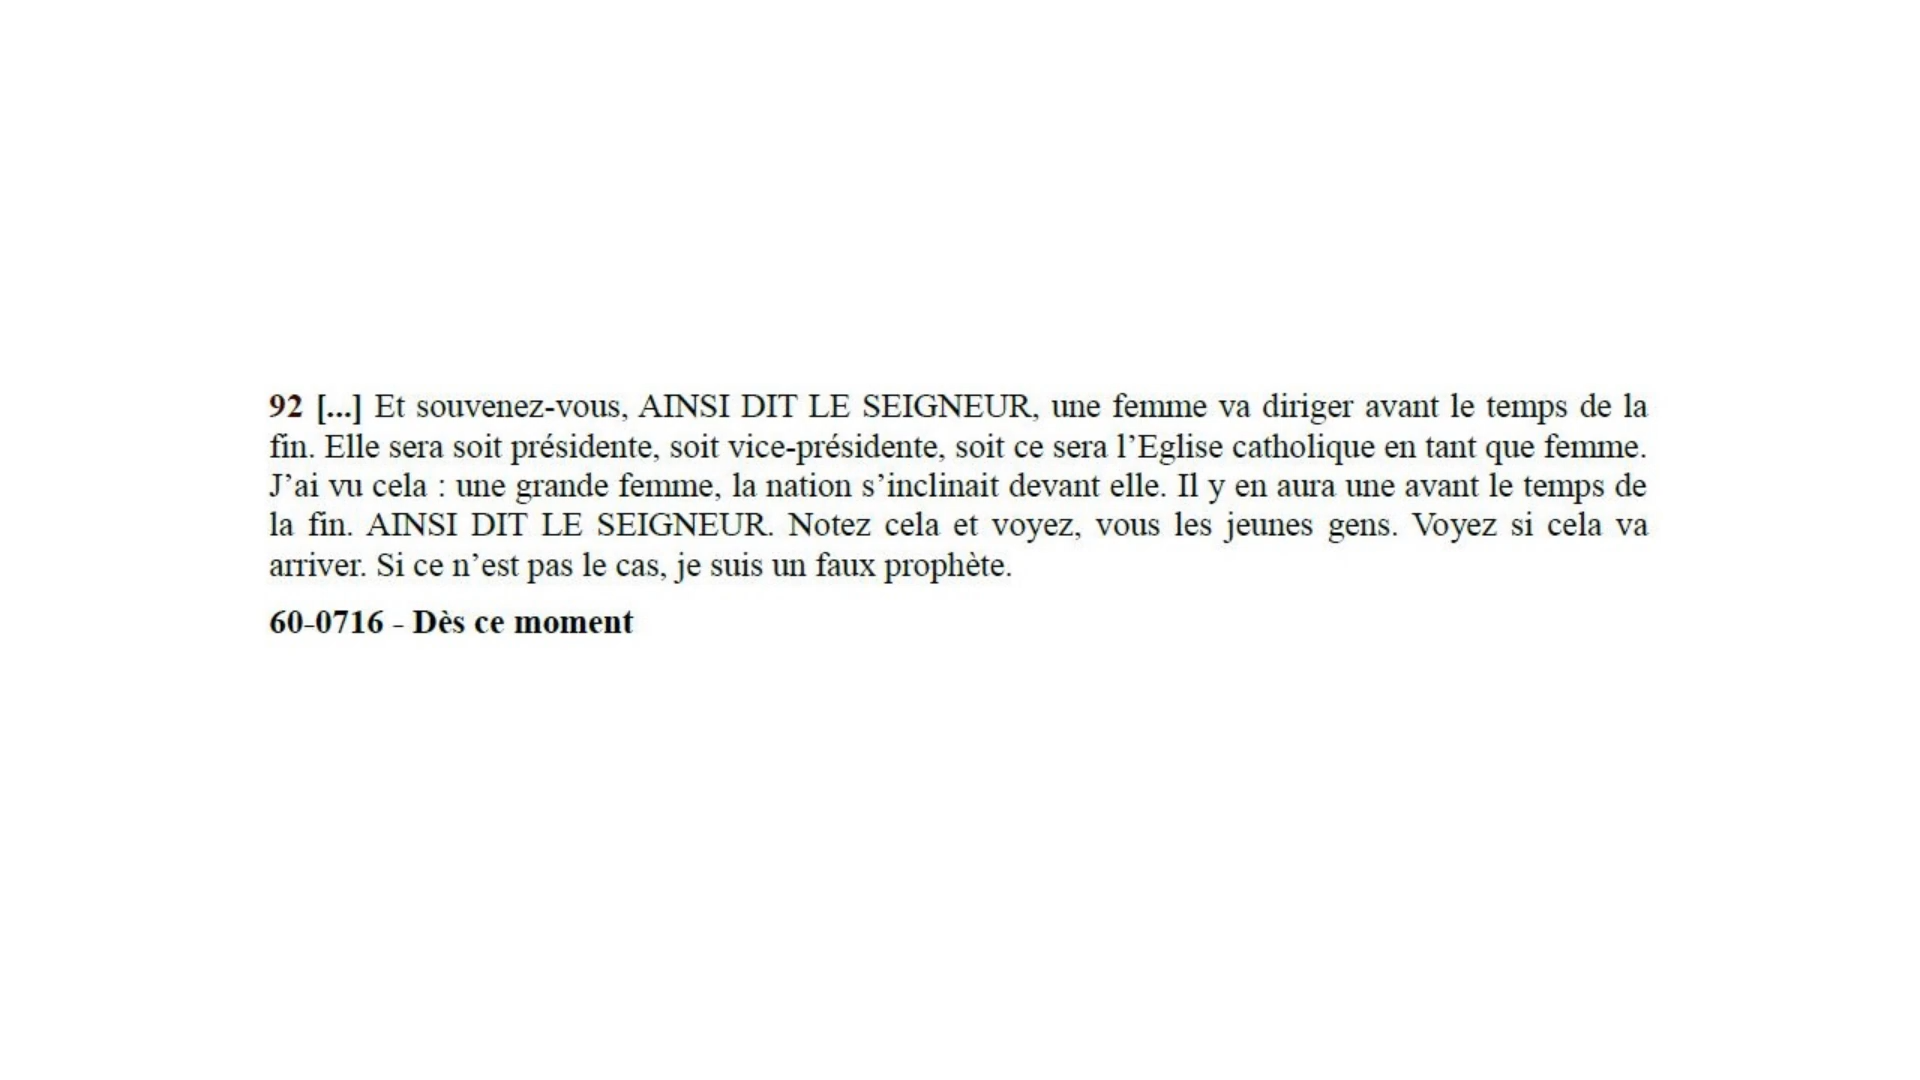 92 [...] Et souvenez-vous, AINSI DIT LE SEIGNEUR, une femme va diriger avant le temps de la
fin. Elle sera soit présidente, soit vice-présidente, soit ce sera l’Eglise catholique en tant que femme.
J’ai vu cela : une grande femme, la nation s’inclinait devant elle. Il y en aura une avant le temps de
la fin. AINSI DIT LE SEIGNEUR. Notez cela et voyez, vous les jeunes gens. Voyez si cela va
arriver. Si ce n’est pas le cas, je suis un faux prophète.
60-0716 - Dès ce moment